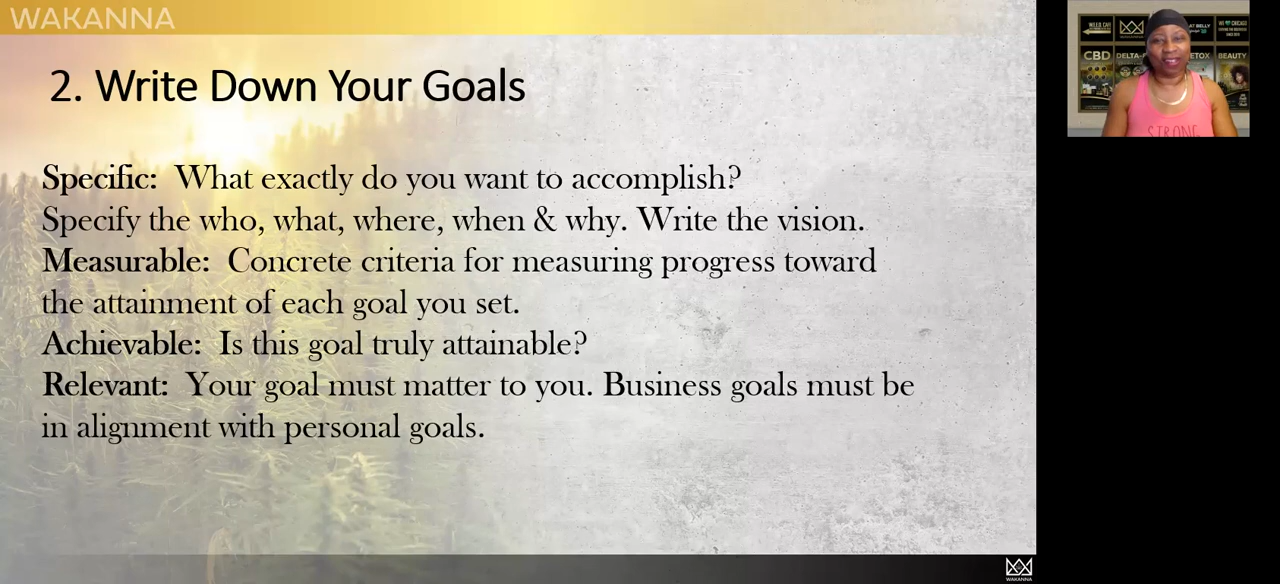 WAKANNA
2. Write Down Your Goals
Specific: What exactly do you want to accomplish?
Specify the who, what, where, when & why. Write the vision.
Measurable: Concrete criteria for measuring progress toward
the attainment of each goal you set.
Achievable: Is this goal truly attainable?
Relevant: Your goal must matter to you. Business goals must be
in alignment with personal goals.
WAKANNA
CBD
DELTA-
ETOX
BEAUTY
STRONG